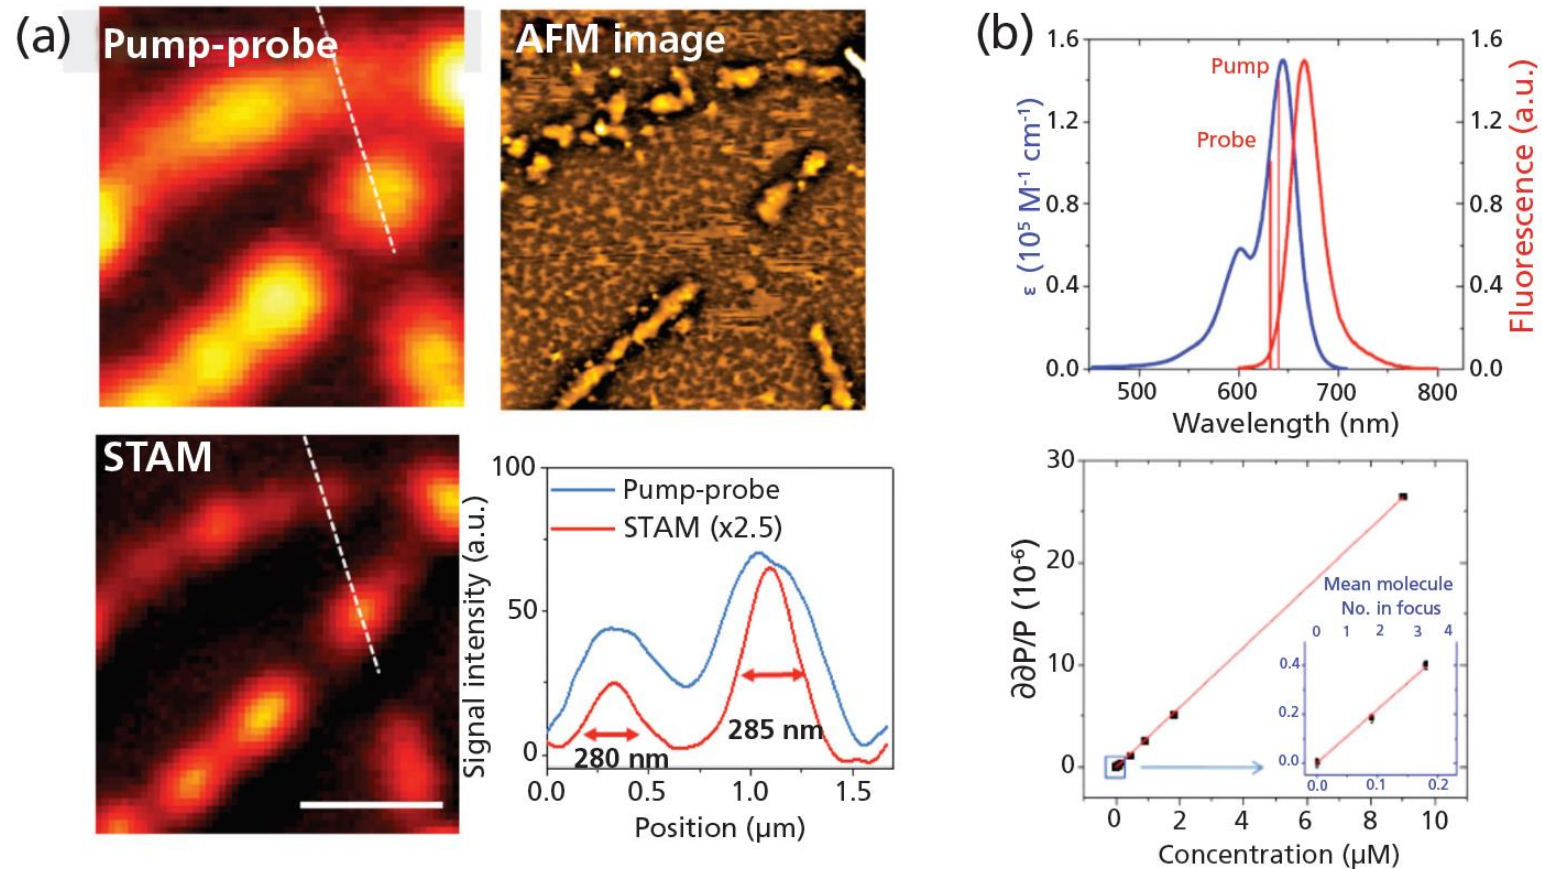 (a)
Pump-probe
AFM image
STAM
100
50
0
Signal intensity (a.u.)
Pump-probe
STAM (x2.5)
280 nm
285 nm
0.0 0.5 1.0 1.5
Position (μm)
(b)
1.6
1.2
0.8
0.4
0.0
ε (10⁵ M⁻¹ cm⁻¹)
Pump
Probe
1.6
1.2
0.8
0.4
0.0
Fluorescence (a.u.)
500 600 700 800
Wavelength (nm)
30
20
10
0
∂∂P/P (10⁻⁶)
Mean molecule
No. in focus
0 1 2 3 4
0.4
0.2
0.0
0.0 0.1 0.2
0 2 4 6 8 10
Concentration (μM)